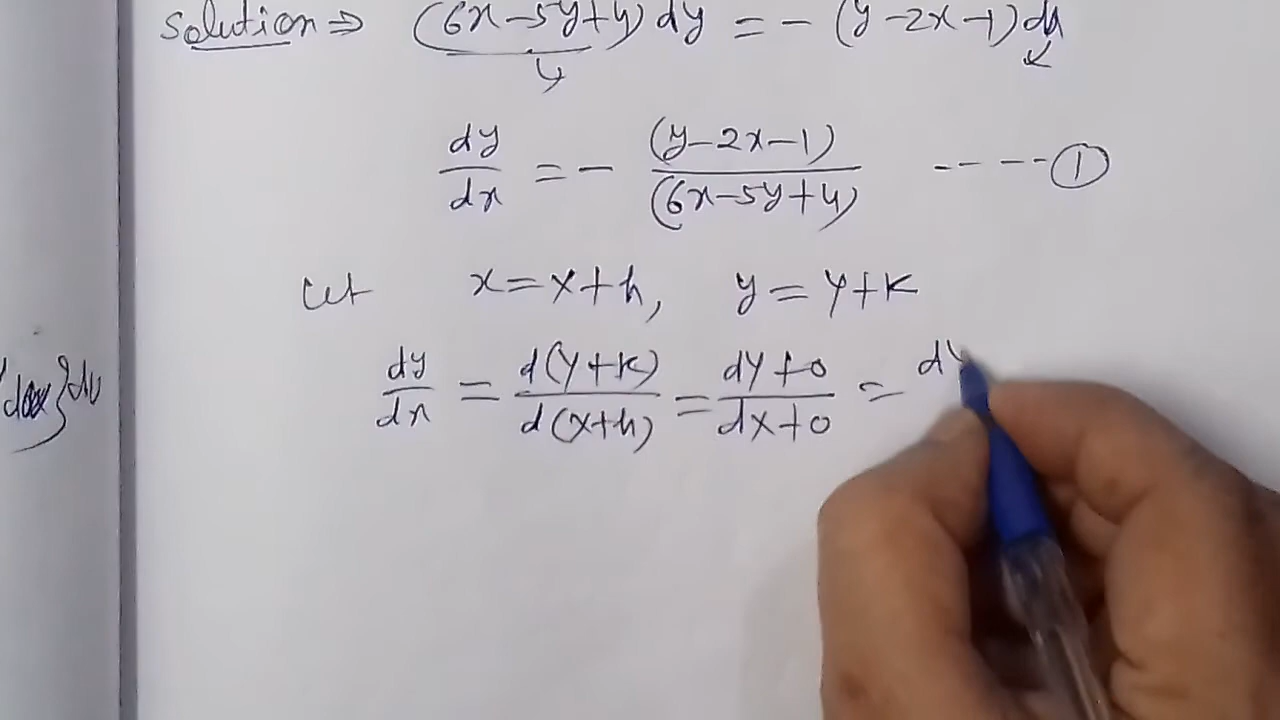 Solution ⇒ (6x-5y+4) dy = - (y-2x-1) dx
dy/dx = - (y-2x-1)/(6x-5y+4) ---- ①
Let x = X+h, y = Y+k
dy/dx = d(Y+k)/d(X+h) = dY+0/dX+0 = dY